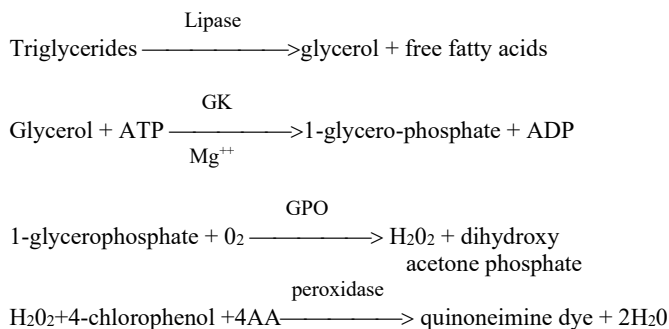 Lipase
Triglycerides ————>glycerol + free fatty acids
GK
Glycerol + ATP ————>1-glycero-phosphate + ADP
Mg⁺⁺
GPO
1-glycerophosphate + 0₂ ————> H₂0₂ + dihydroxy
acetone phosphate
peroxidase
H₂0₂+4-chlorophenol +4AA————> quinoneimine dye + 2H₂0